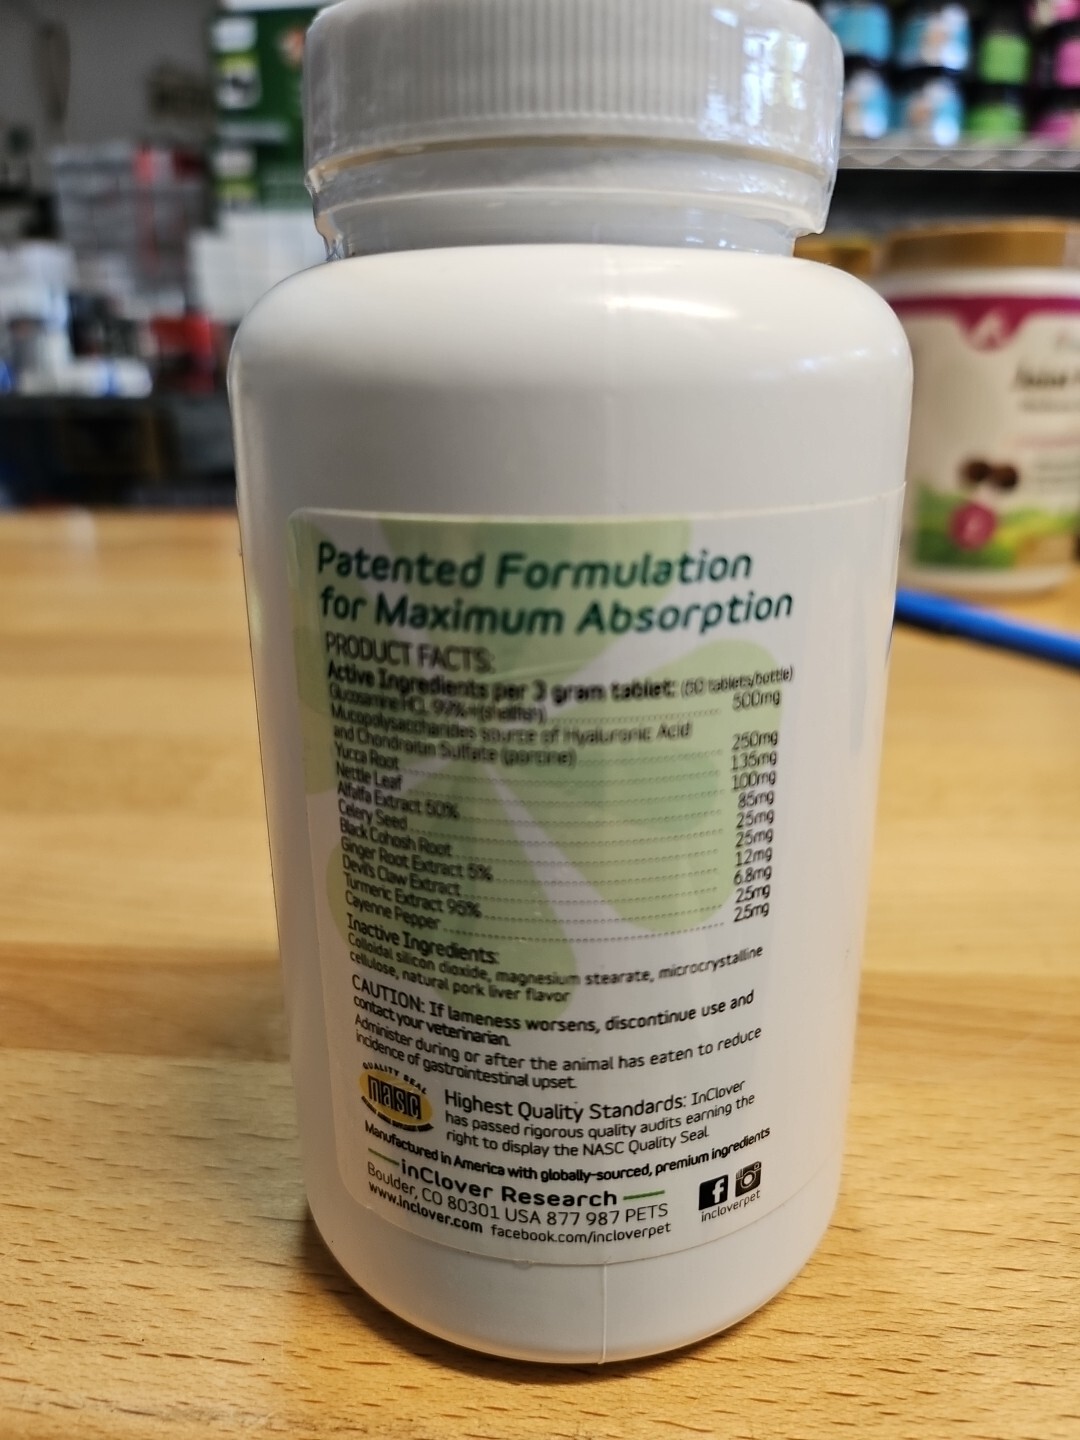 Patented Formulation
for Maximum Absorption
PRODUCT FACTS:
Active Ingredients per 3 gram tablet: (60 tablets/bottle)
Glucosamine HCL 99%+(shellfish) 500mg
Mucopolysaccharides Source of Hyaluronic Acid
and Chondroitin Sulfate (porcine) 250mg
Yucca Root 135mg
Nettle Leaf 100mg
Alfalfa Extract 50% 85mg
Celery Seed 25mg
Black Cohosh Root 25mg
Ginger Root Extract 5% 12mg
Devil's Claw Extract 6.8mg
Turmeric Extract 95% 2.5mg
Cayenne Pepper 2.5mg
Inactive Ingredients:
Colloidal silicon dioxide, magnesium stearate, microcrystalline
cellulose, natural pork liver flavor
CAUTION: If lameness worsens, discontinue use and
contact your veterinarian.
Administer during or after the animal has eaten to reduce
incidence of gastrointestinal upset.
QUALITY SEAL
nasc
Highest Quality Standards: InClover
has passed rigorous quality audits earning the
right to display the NASC Quality Seal.
Manufactured in America with globally-sourced, premium ingredients
inClover Research
Boulder, CO 80301 USA 877 987 PETS
www.inclover.com facebook.com/incloverpet
incloverpet